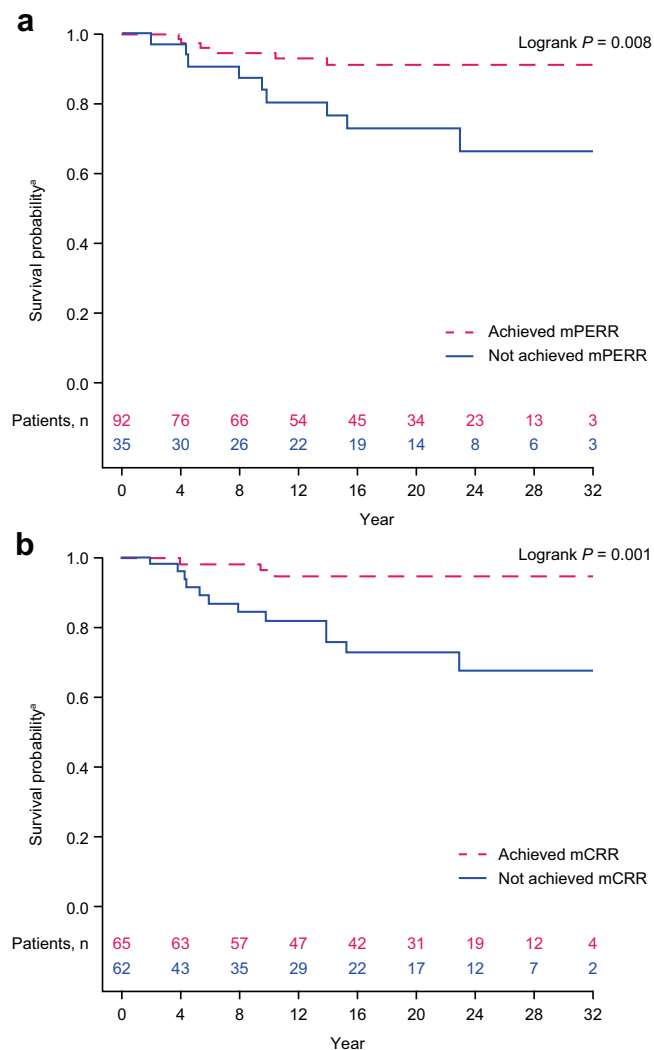 a
Logrank P = 0.008
1.0
0.8
0.6
0.4
0.2
0.0
Survival probabilityᵃ
Achieved mPERR
Not achieved mPERR
Patients, n 92 76 66 54 45 34 23 13 3
35 30 26 22 19 14 8 6 3
0 4 8 12 16 20 24 28 32
Year
b
Logrank P = 0.001
1.0
0.8
0.6
0.4
0.2
0.0
Survival probabilityᵃ
Achieved mCRR
Not achieved mCRR
Patients, n 65 63 57 47 42 31 19 12 4
62 43 35 29 22 17 12 7 2
0 4 8 12 16 20 24 28 32
Year